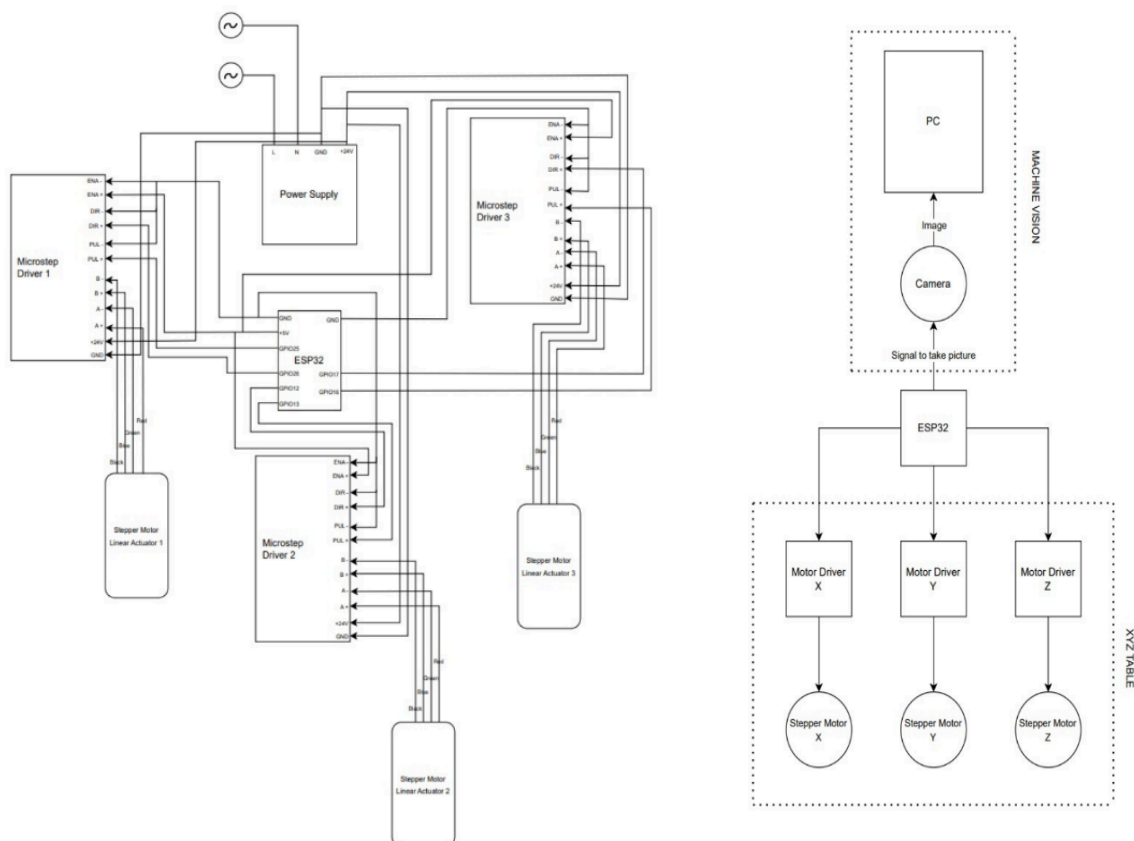 L
N
GND
+24V
Power Supply
ENA -
ENA +
DIR -
DIR +
PUL -
PUL +
B -
B +
A -
A +
+24V
GND
Microstep
Driver 1
Black
Blue
Green
Red
Stepper Motor
Linear Actuator 1
GND
+5V
GPIO25
GPIO26
GPIO12
GPIO13
ESP32
GND
GPIO17
GPIO16
ENA -
ENA +
DIR -
DIR +
PUL -
PUL +
B -
B +
A -
A +
+24V
GND
Microstep
Driver 2
Black
Blue
Green
Red
Stepper Motor
Linear Actuator 2
ENA -
ENA +
DIR -
DIR +
PUL -
PUL +
B -
B +
A -
A +
+24V
GND
Microstep
Driver 3
Black
Blue
Green
Red
Stepper Motor
Linear Actuator 3
PC
Image
Camera
Signal to take picture
MACHINE VISION
ESP32
Motor Driver
X
Motor Driver
Y
Motor Driver
Z
Stepper Motor
X
Stepper Motor
Y
Stepper Motor
Z
XYZ TABLE